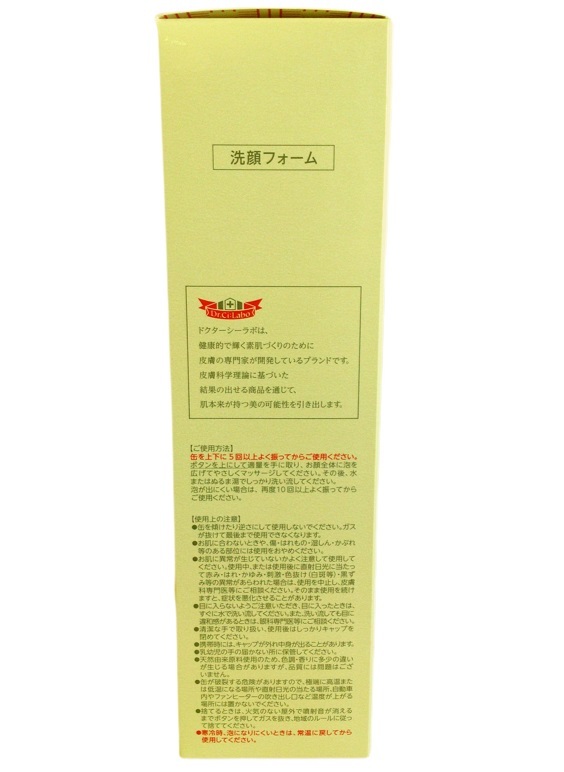 洗顔フォーム
Dr.Ci:Labo
ドクターシーラボは、
健康的で輝く素肌づくりのために
皮膚の専門家が開発しているブランドです。
皮膚科学理論に基づいた
結果の出せる商品を通じて、
肌本来が持つ美の可能性を引き出します。
【ご使用方法】
缶を上下に5回以上よく振ってからご使用ください。
ボタンを上にして適量を手に取り、お顔全体に泡を
広げてやさしくマッサージしてください。その後、水
またはぬるま湯でしっかり洗い流してください。
泡が出にくい場合は、再度10回以上よく振ってから
ご使用ください。
【使用上の注意】
●缶を傾けたり逆さにして使用しないでください。ガス
が抜けて最後まで使用できなくなります。
●お肌に合わないときや、傷・はれもの・湿しん・かぶれ
等のある部位には使用をおやめください。
●お肌に異常が生じていないかよく注意して使用して
ください。使用中、または使用後に直射日光に当たっ
て赤み・はれ・かゆみ・刺激・色抜け(白斑等)・黒ず
み等の異常があらわれた場合は、使用を中止し、皮膚
科専門医等にご相談ください。そのまま使用を続け
ますと、症状を悪化させることがあります。
●目に入らないようご注意いただき、目に入ったときは、
すぐに水で洗い流してください。また、洗い流しても目に
違和感があるときは、眼科専門医等にご相談ください。
●清潔な手で取り扱い、使用後はしっかりキャップを
閉めてください。
●携帯時には、キャップが外れ中身が出ることがあります。
●乳幼児の手の届かない所に保管してください。
●天然由来原料使用のため、色調・香りに多少の違い
が生じる場合がありますが、品質には問題はござ
いません。
●缶が破裂する危険がありますので、極端に高温また
は低温になる場所や直射日光の当たる場所、自動車
内やファンヒーターの吹き出し口など温度が上がる
場所には置かないでください。
●捨てるときは、火気のない屋外で噴射音が消える
までボタンを押してガスを抜き、地域のルールに従っ
て捨ててください。
●寒冷時、泡になりにくいときは、常温に戻してから
使用してください。